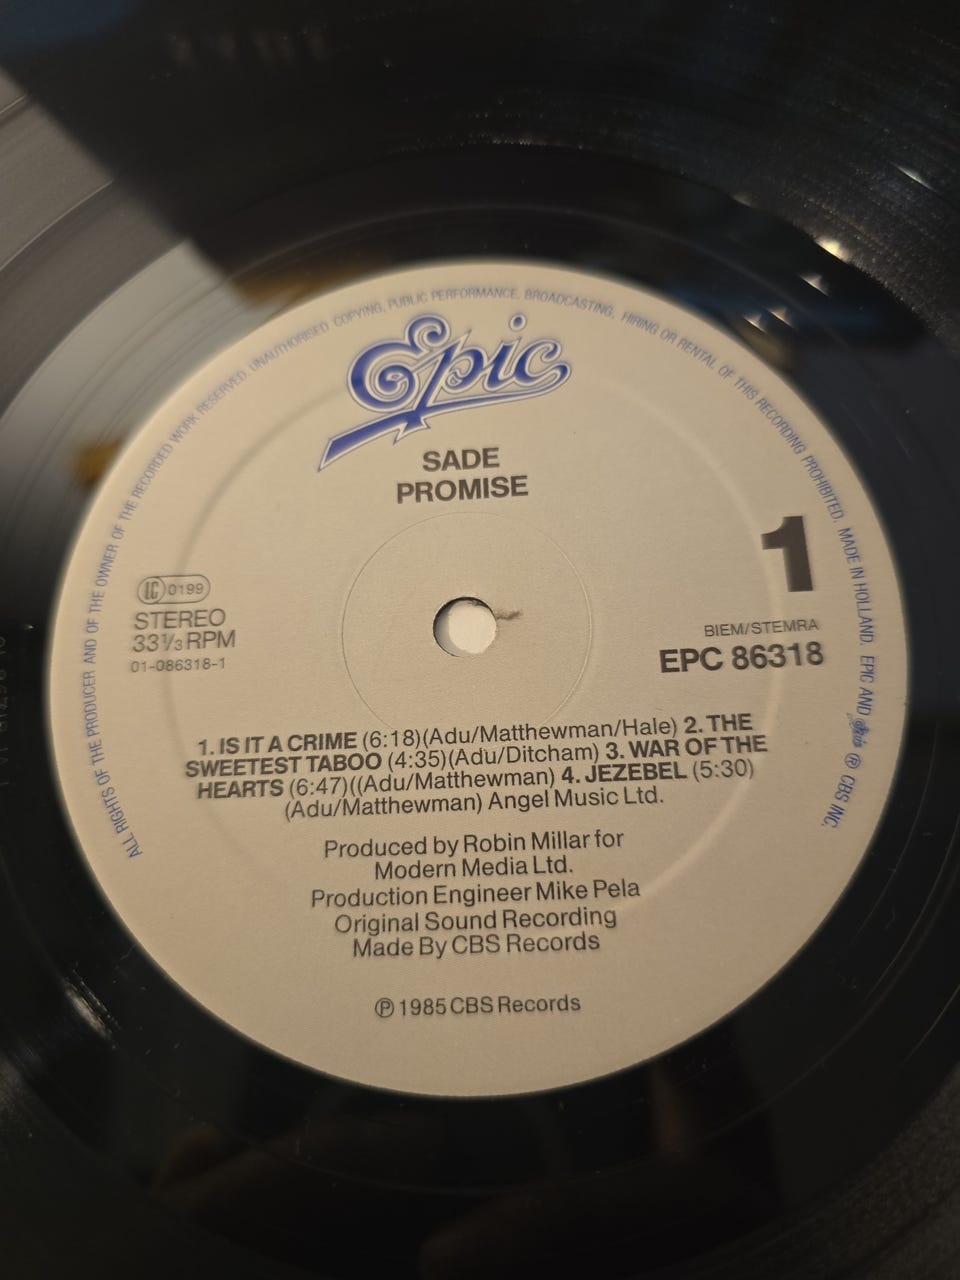 ALL RIGHTS OF THE PRODUCER AND OF THE OWNER OF THE RECORDED WORK RESERVED. UNAUTHORISED COPYING, PUBLIC PERFORMANCE, BROADCASTING, HIRING OR RENTAL OF THIS RECORDING PROHIBITED. MADE IN HOLLAND. EPIC AND Epic ® CBS INC.
Epic
SADE
PROMISE
1
LC 0199
STEREO
33 1/3 RPM
01-086318-1
BIEM/STEMRA
EPC 86318
1. IS IT A CRIME (6:18)(Adu/Matthewman/Hale) 2. THE
SWEETEST TABOO (4:35)(Adu/Ditcham) 3. WAR OF THE
HEARTS (6:47)((Adu/Matthewman) 4. JEZEBEL (5:30)
(Adu/Matthewman) Angel Music Ltd.
Produced by Robin Millar for
Modern Media Ltd.
Production Engineer Mike Pela
Original Sound Recording
Made By CBS Records
℗ 1985 CBS Records